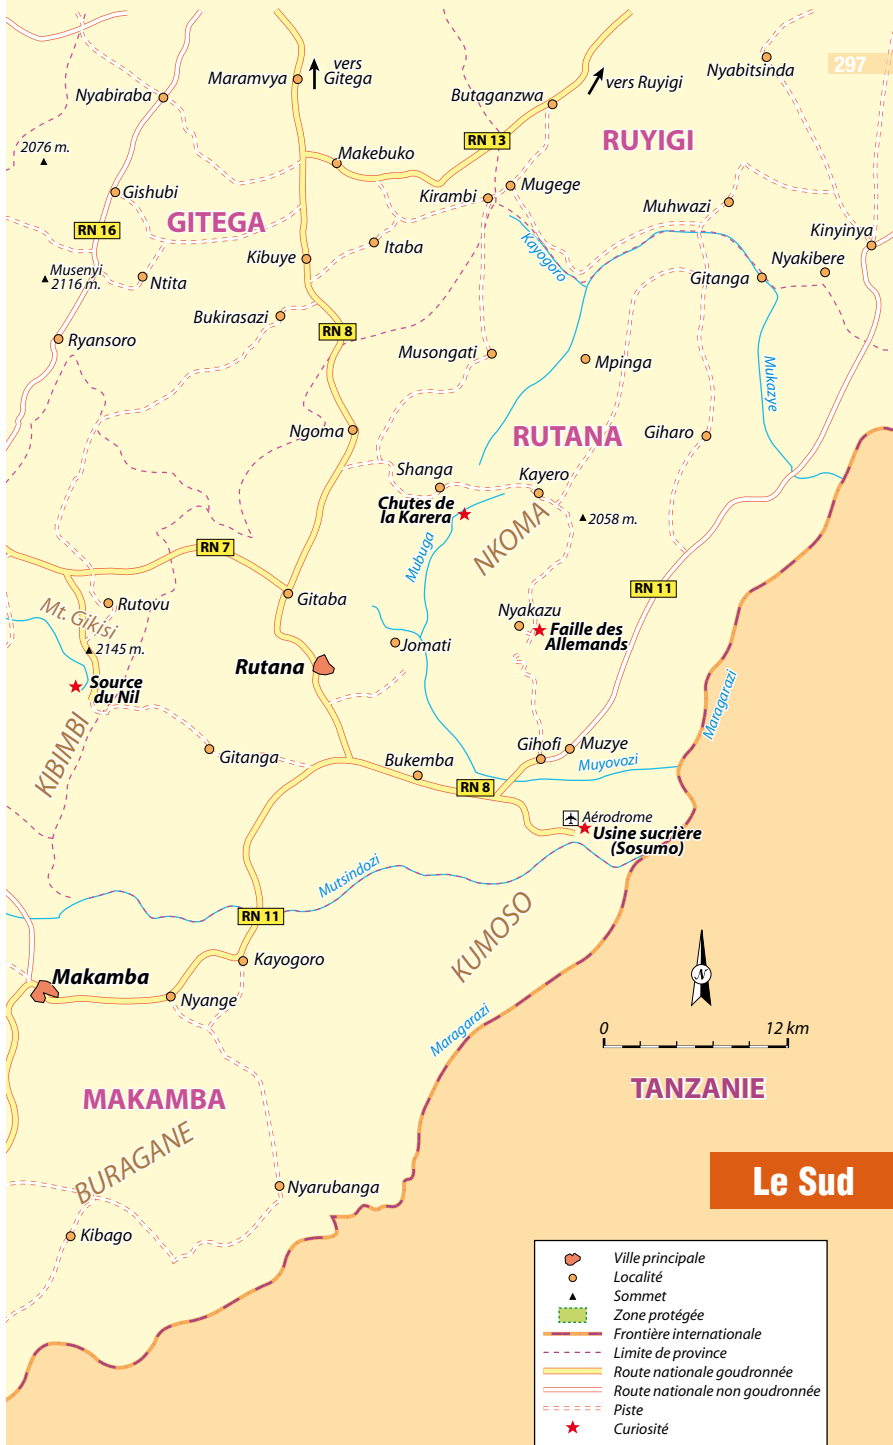 297
vers
Gitega
Maramvya
Nyabitsinda
vers Ruyigi
Nyabiraba
Butaganzwa
RN 13
RUYIGI
2076 m.
Makebuko
Mugege
Gishubi
Kirambi
Muhwazi
GITEGA
RN 16
Kinyinya
Itaba
Kayogoro
Kibuye
Nyakibere
Musenyi
2116 m.
Ntita
Gitanga
Bukirasazi
RN 8
Ryansoro
Musongati
Mpinga
Mukazye
Ngoma
RUTANA
Giharo
Shanga
Kayero
Chutes de
la Karera
2058 m.
NKOMA
RN 7
Mubuga
RN 11
Gitaba
Rutovu
Mt. Gikisi
Nyakazu
Faille des
Allemands
2145 m.
Jomati
Rutana
Source
du Nil
Maragarazi
KIBIMBI
Gitanga
Gihofi
Muzye
Bukemba
Muyovozi
RN 8
Aérodrome
Usine sucrière
(Sosumo)
Mutsindozi
RN 11
KUMOSO
Kayogoro
Makamba
N
Nyange
Maragarazi
0
12 km
TANZANIE
MAKAMBA
BURAGANE
Le Sud
Nyarubanga
Kibago
Ville principale
Localité
Sommet
Zone protégée
Frontière internationale
Limite de province
Route nationale goudronnée
Route nationale non goudronnée
Piste
Curiosité